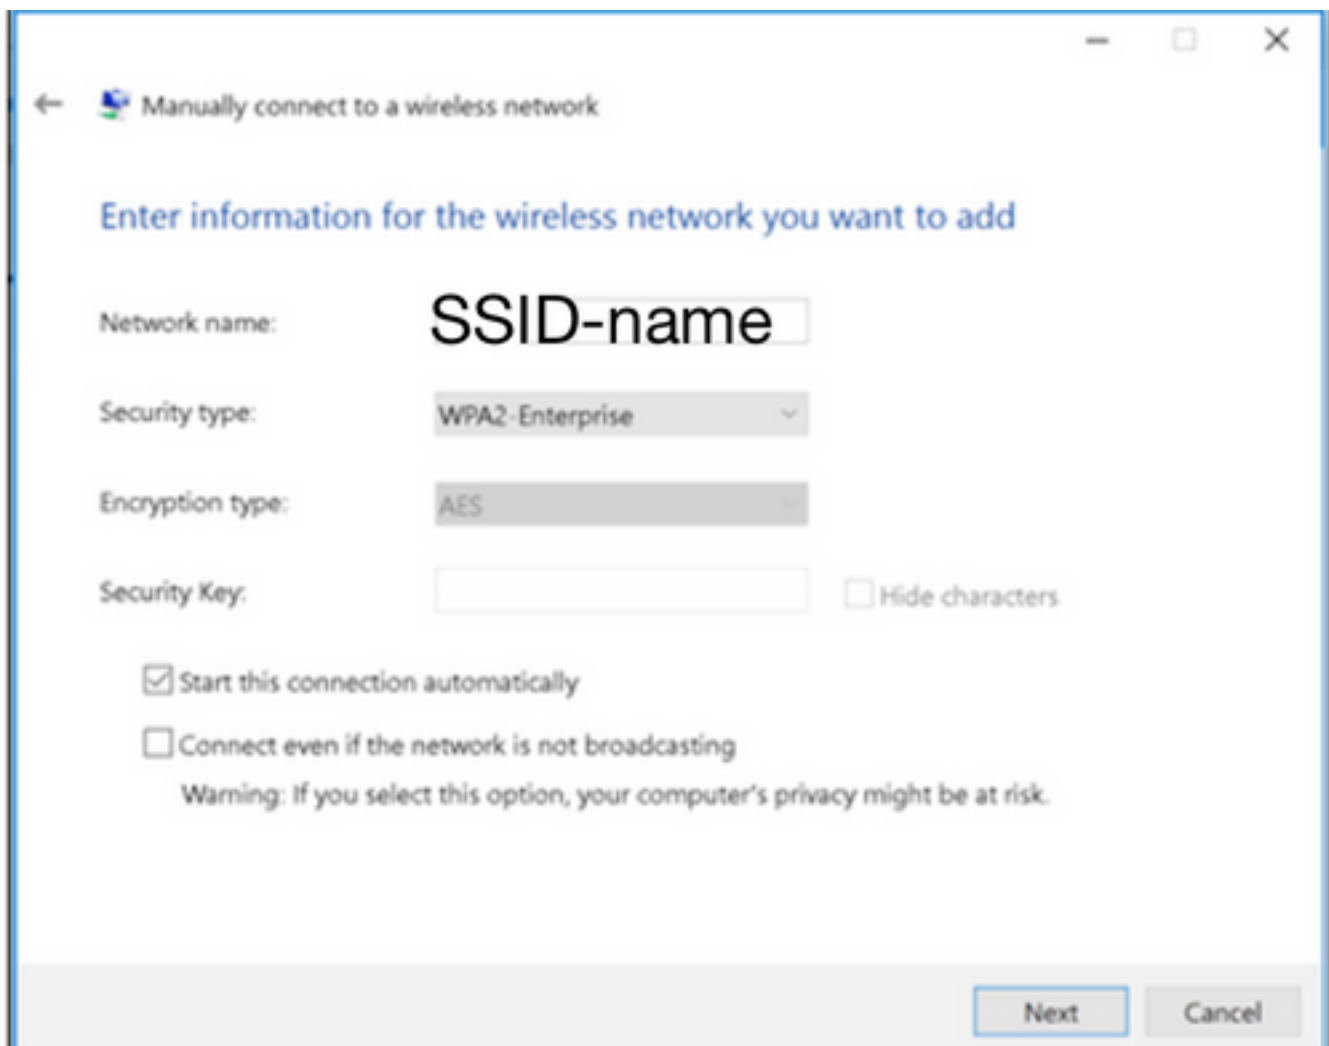 Manually connect to a wireless network
Enter information for the wireless network you want to add
Network name: SSID-name
Security type: WPA2-Enterprise
Encryption type: AES
Security Key: Hide characters
Start this connection automatically
Connect even if the network is not broadcasting
Warning: If you select this option, your computer's privacy might be at risk.
Next Cancel